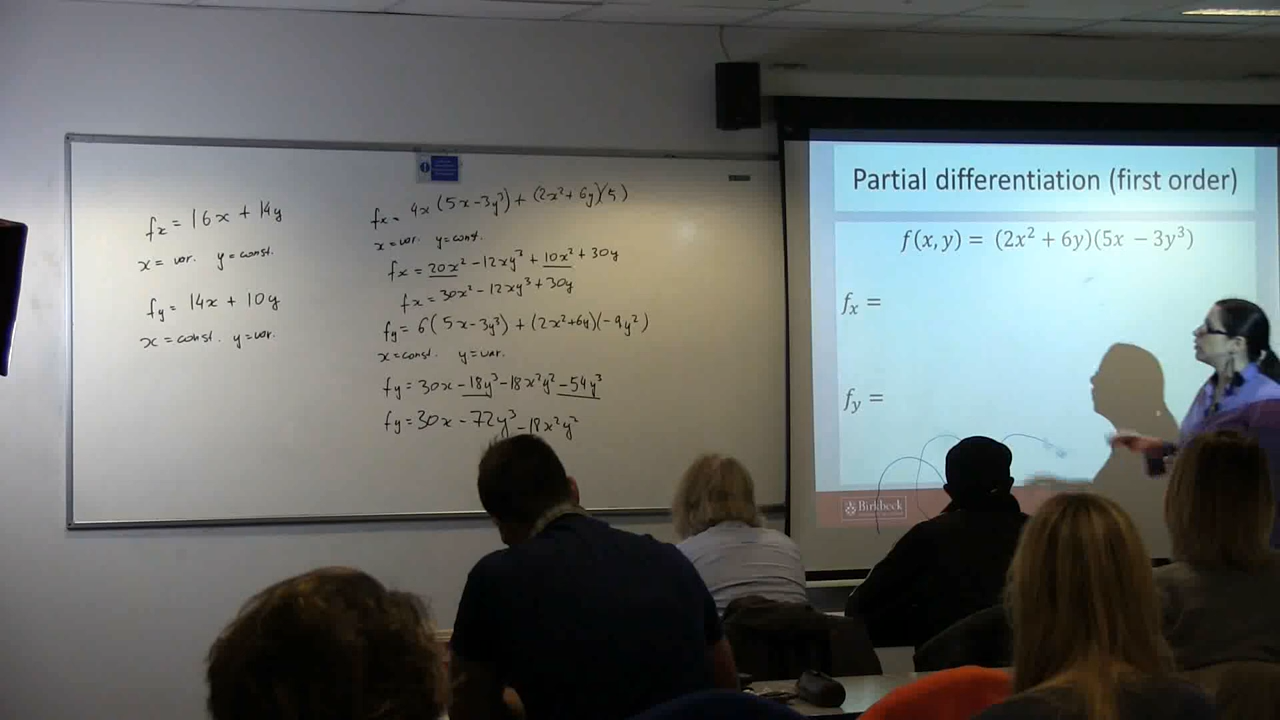 fx = 16x + 14y
x = var. y = const.
fy = 14x + 10y
x = const. y = var.
fx = 4x (5x - 3y³) + (2x² + 6y)(5)
x = var. y = const.
fx = 20x² - 12xy³ + 10x² + 30y
fx = 30x² - 12xy³ + 30y
fy = 6(5x - 3y³) + (2x² + 6y)(-9y²)
x = const. y = var.
fy = 30x - 18y³ - 18x²y² - 54y³
fy = 30x - 72y³ - 18x²y²
Partial differentiation (first order)
f(x, y) = (2x² + 6y)(5x − 3y³)
fx =
fy =
Birkbeck